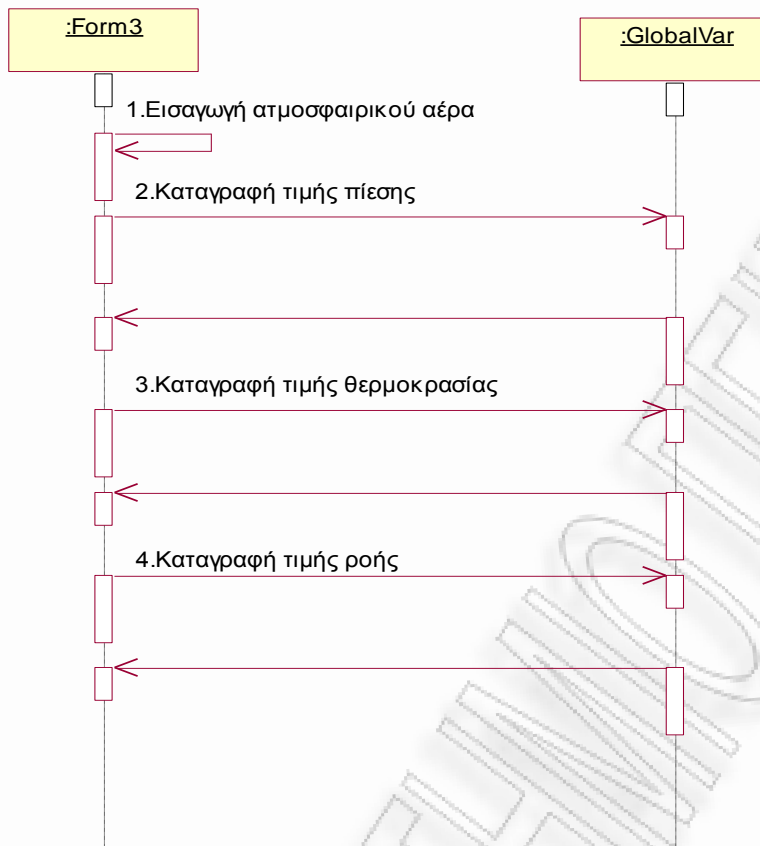 :Form3
:GlobalVar
1.Εισαγωγή ατμοσφαιρικού αέρα
2.Καταγραφή τιμής πίεσης
3.Καταγραφή τιμής θερμοκρασίας
4.Καταγραφή τιμής ροής